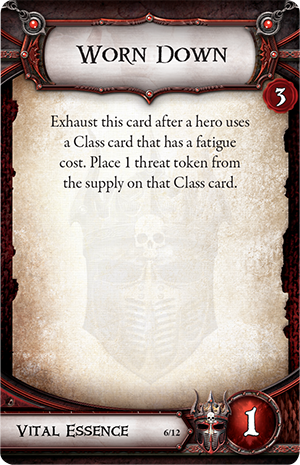 Worn Down
3
Exhaust this card after a hero uses
a Class card that has a fatigue
cost. Place 1 threat token from
the supply on that Class card.
Vital Essence 6/12 1